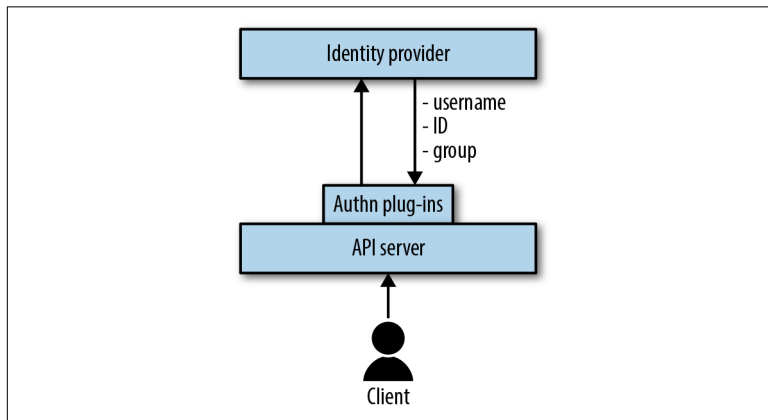 Identity provider
- username
- ID
- group
Authn plug-ins
API server
Client